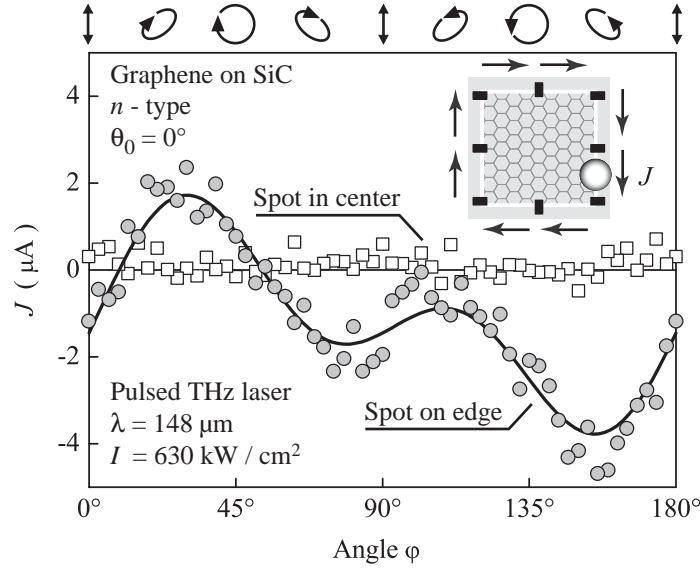 Graphene on SiC
n - type
θ₀ = 0°
Spot in center
J
J ( μA )
4
2
0
-2
-4
Pulsed THz laser
λ = 148 μm
I = 630 kW / cm²
Spot on edge
0°
45°
90°
135°
180°
Angle φ